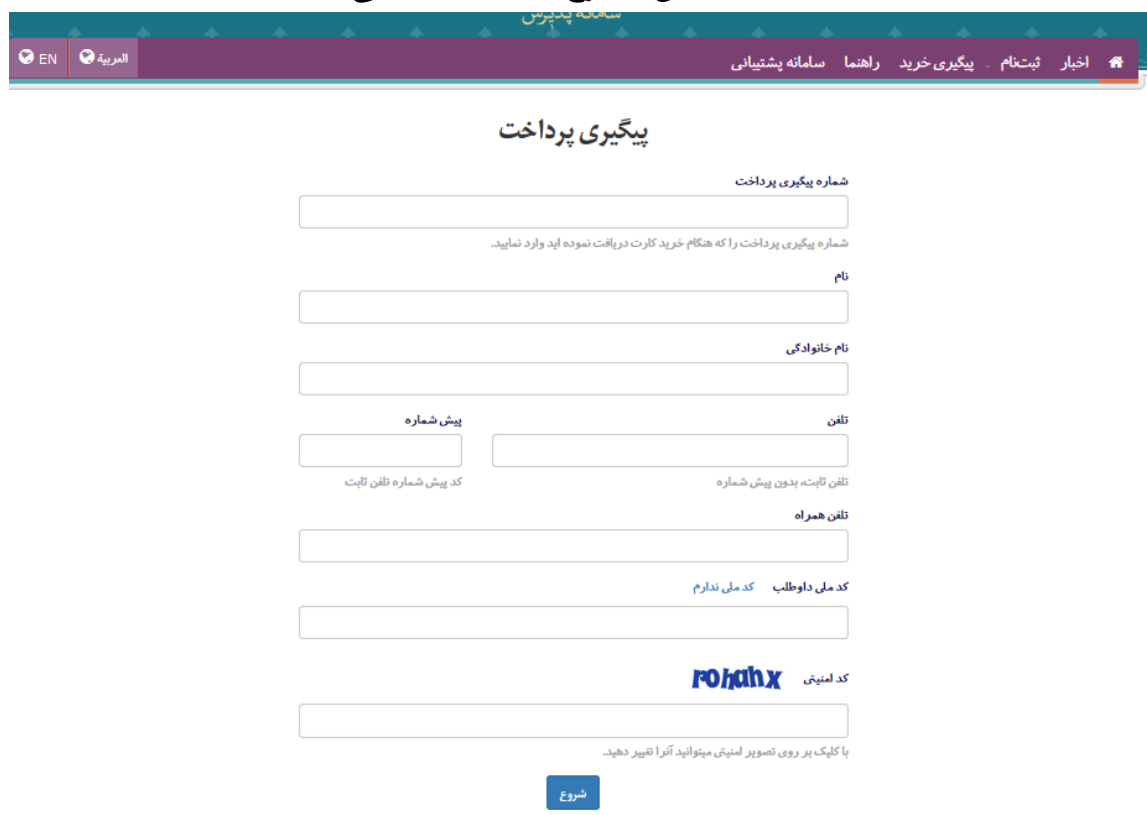 سامانه پذیرش
اخبار ثبت‌نام پیگیری خرید راهنما سامانه پشتیبانی العربية EN
پیگیری پرداخت
شماره پیگیری پرداخت
شماره پیگیری پرداخت را که هنگام خرید کارت دریافت نموده اید وارد نمایید.
نام
نام خانوادگی
تلفن پیش شماره
تلفن ثابت، بدون پیش شماره کد پیش شماره تلفن ثابت
تلفن همراه
کد ملی داوطلب کد ملی ندارم
کد امنیتی rohahx
با کلیک بر روی تصویر امنیتی میتوانید آنرا تغییر دهید.
شروع